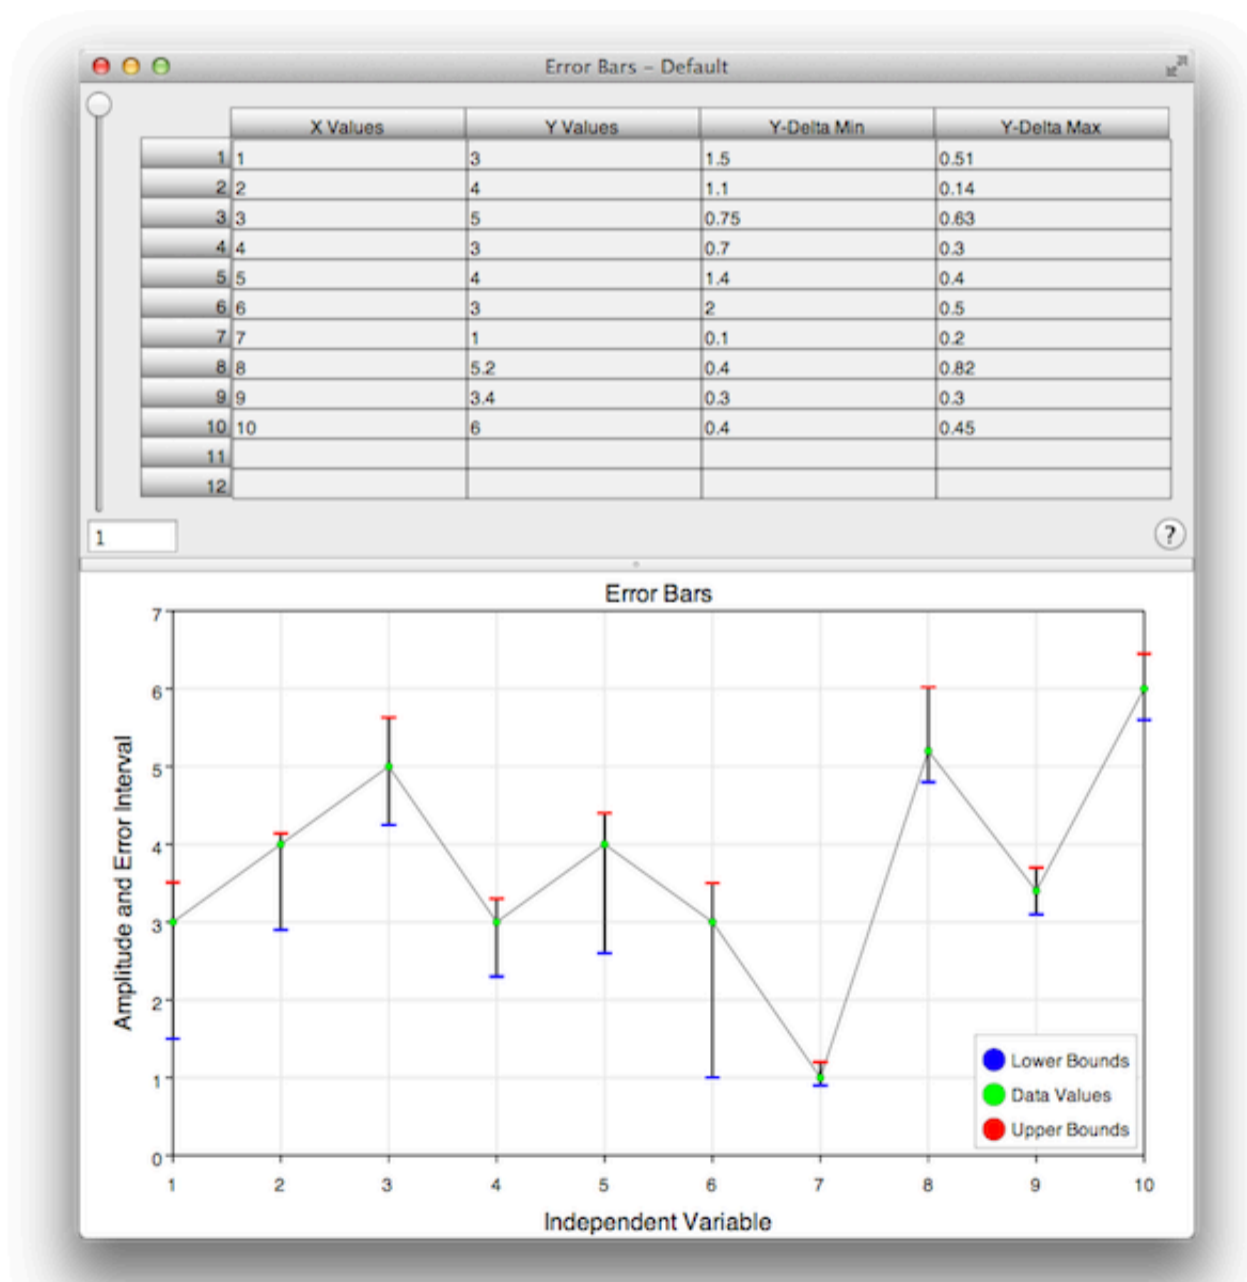 Error Bars – Default
X Values Y Values Y-Delta Min Y-Delta Max
1 1 3 1.5 0.51
2 2 4 1.1 0.14
3 3 5 0.75 0.63
4 4 3 0.7 0.3
5 5 4 1.4 0.4
6 6 3 2 0.5
7 7 1 0.1 0.2
8 8 5.2 0.4 0.82
9 9 3.4 0.3 0.3
10 10 6 0.4 0.45
11
12
1
?
Error Bars
7
6
5
4
3
2
1
0
Amplitude and Error Interval
Lower Bounds
Data Values
Upper Bounds
1 2 3 4 5 6 7 8 9 10
Independent Variable